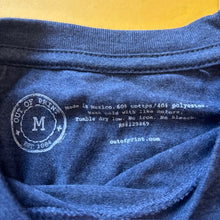 OUT OF PRINT
M
EST
Made in Mexico. 60% cotton/40% polyester.
Wash cold with like colors.
Tumble dry low. No iron. No bleach.
outofprint.com